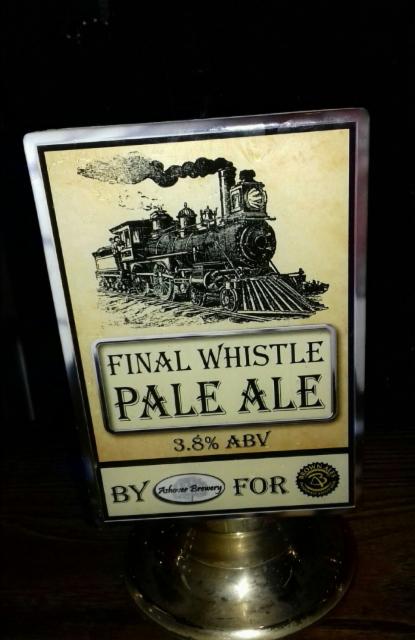 FINAL WHISTLE
PALE ALE
3.8% ABV
BY Ashover Brewery FOR